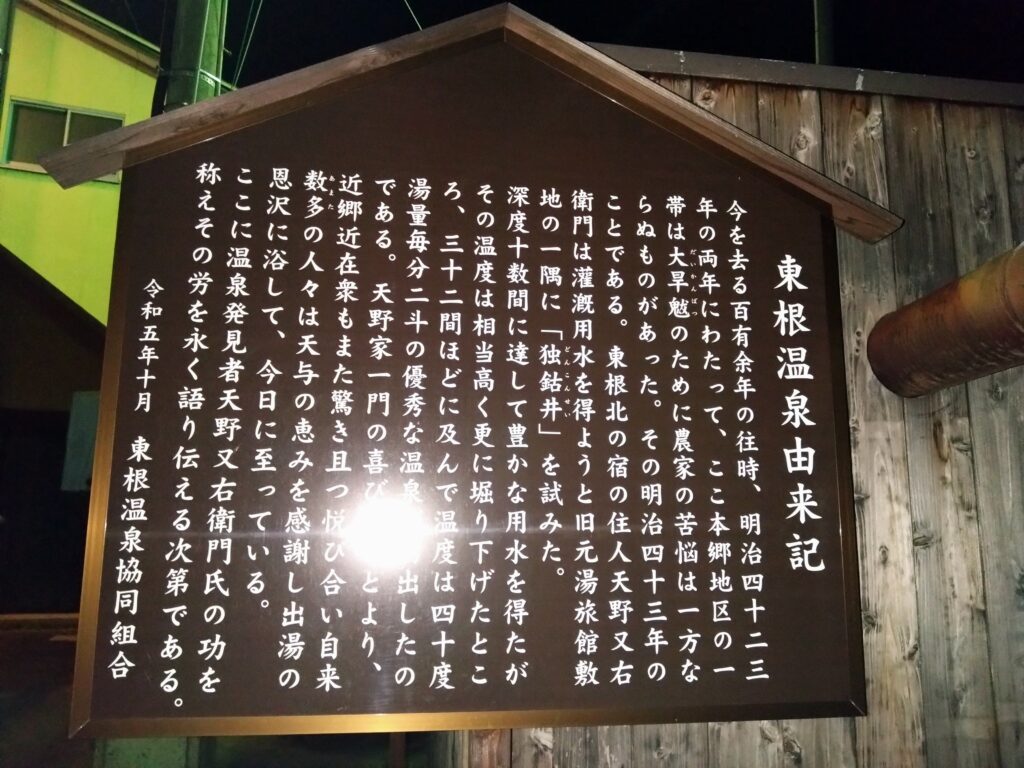 東根温泉由来記
今を去る百有余年の往時、明治四十二三
年の両年にわたって、ここ本郷地区の一
帯は大旱魃のために農家の苦悩は一方な
だいかんばつ
らぬものがあった。その明治四十三年の
ことである。東根北の宿の住人天野又右
衛門は灌漑用水を得ようと旧元湯旅館敷
地の一隅に「独鈷井」を試みた。
どんこんせい
深度十数間に達して豊かな用水を得たが
その温度は相当高く更に堀り下げたとこ
ろ、三十二間ほどに及んで温度は四十度
湯量毎分二斗の優秀な温泉出したの
である。天野家一門の喜びとより、
近郷近在衆もまた驚き且つ悦び合い自来
数多の人々は天与の恵みを感謝し出湯の
あまた
恩沢に浴して、今日に至っている。
ここに温泉発見者天野又右衛門氏の功を
称えその労を永く語り伝える次第である。
令和五年十月 東根温泉協同組合